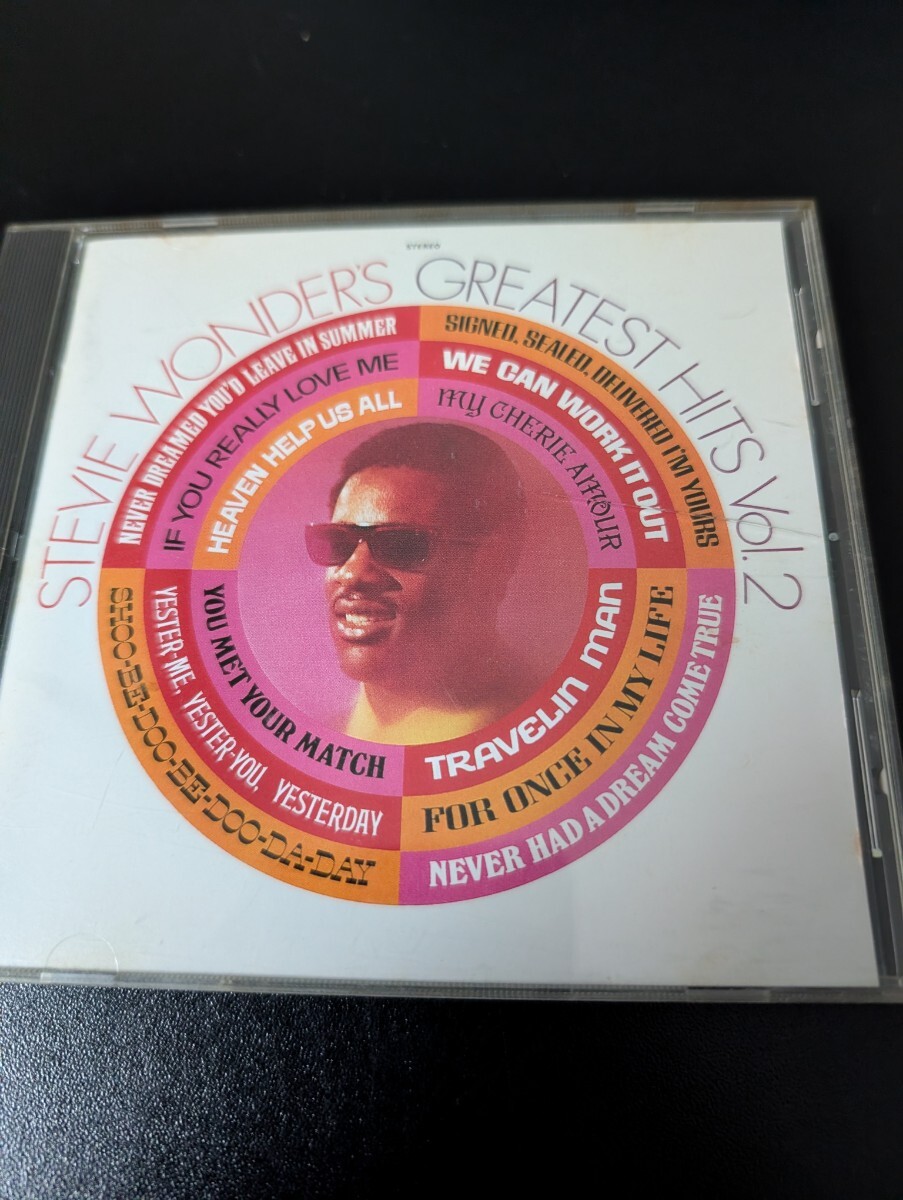 STEREO
STEVIE WONDER'S GREATEST HITS Vol. 2
NEVER DREAMED YOU'D LEAVE IN SUMMER
IF YOU REALLY LOVE ME
HEAVEN HELP US ALL
SIGNED, SEALED, DELIVERED I'M YOURS
WE CAN WORK IT OUT
MY CHERIE AMOUR
YOU MET YOUR MATCH
YESTER-ME, YESTER-YOU, YESTERDAY
SHOO-BE-DOO-BE-DOO-DA-DAY
TRAVELIN MAN
FOR ONCE IN MY LIFE
NEVER HAD A DREAM COME TRUE